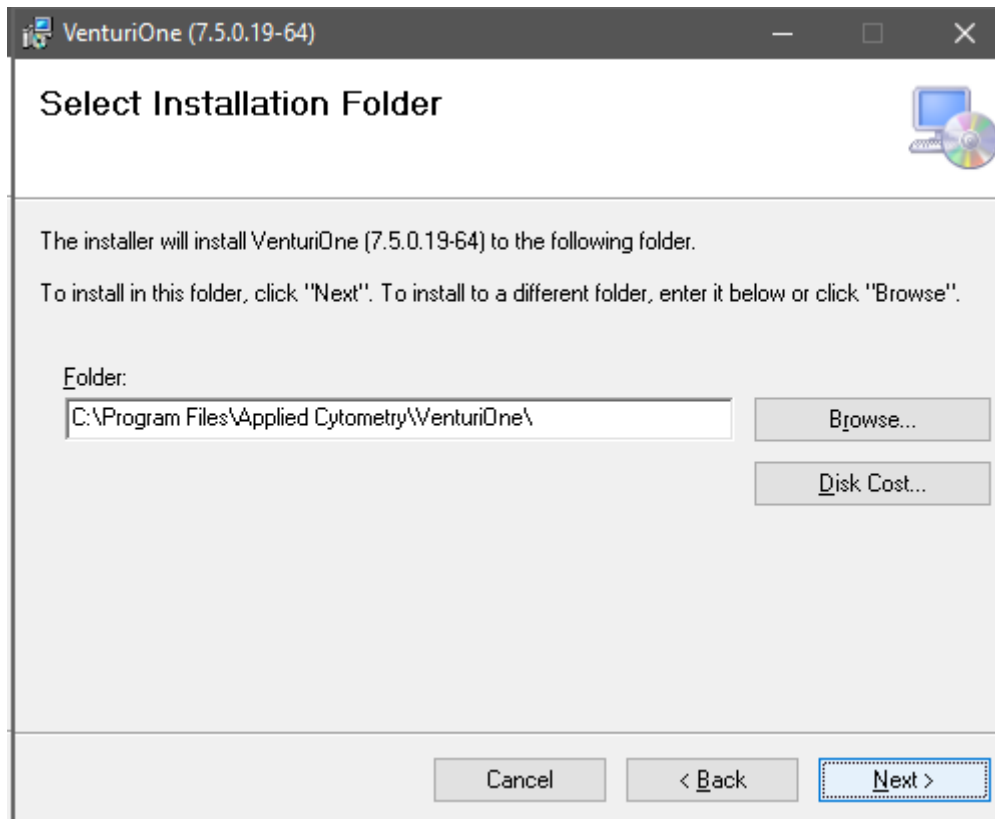 VenturiOne (7.5.0.19-64)
Select Installation Folder
The installer will install VenturiOne (7.5.0.19-64) to the following folder.
To install in this folder, click "Next". To install to a different folder, enter it below or click "Browse".
Folder:
C:\Program Files\Applied Cytometry\VenturiOne\
Browse...
Disk Cost...
Cancel
< Back
Next >